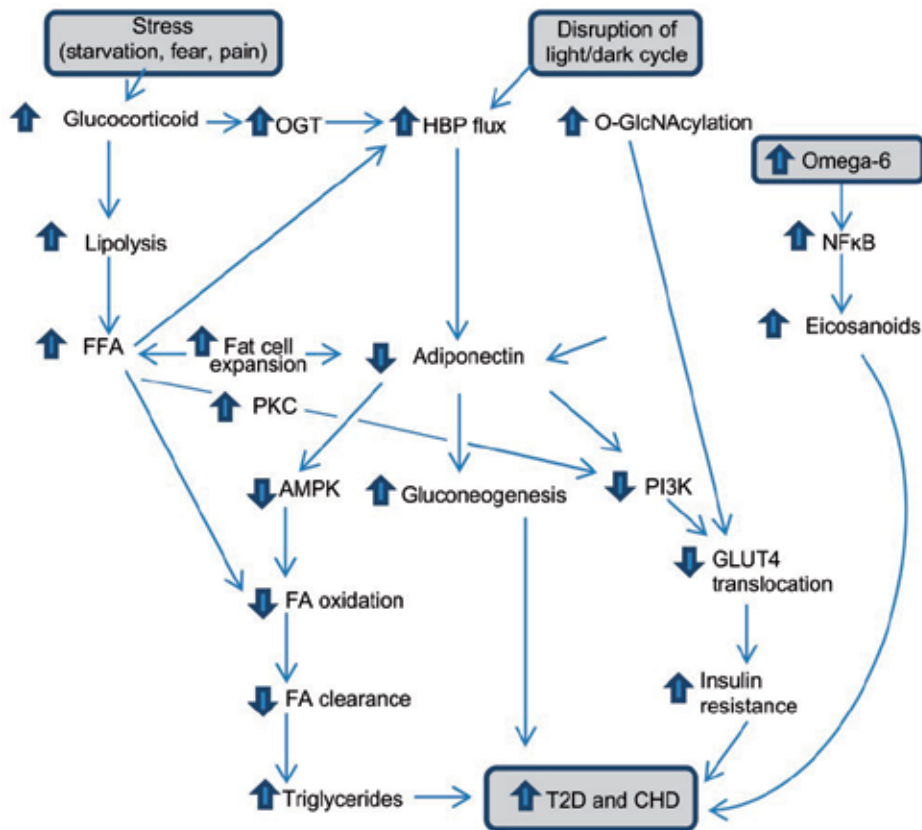 Stress
(starvation, fear, pain)
Disruption of
light/dark cycle
Glucocorticoid
OGT
HBP flux
O-GlcNAcylation
Omega-6
Lipolysis
NFκB
FFA
Fat cell
expansion
Adiponectin
Eicosanoids
PKC
AMPK
Gluconeogenesis
PI3K
GLUT4
translocation
FA oxidation
FA clearance
Insulin
resistance
Triglycerides
T2D and CHD